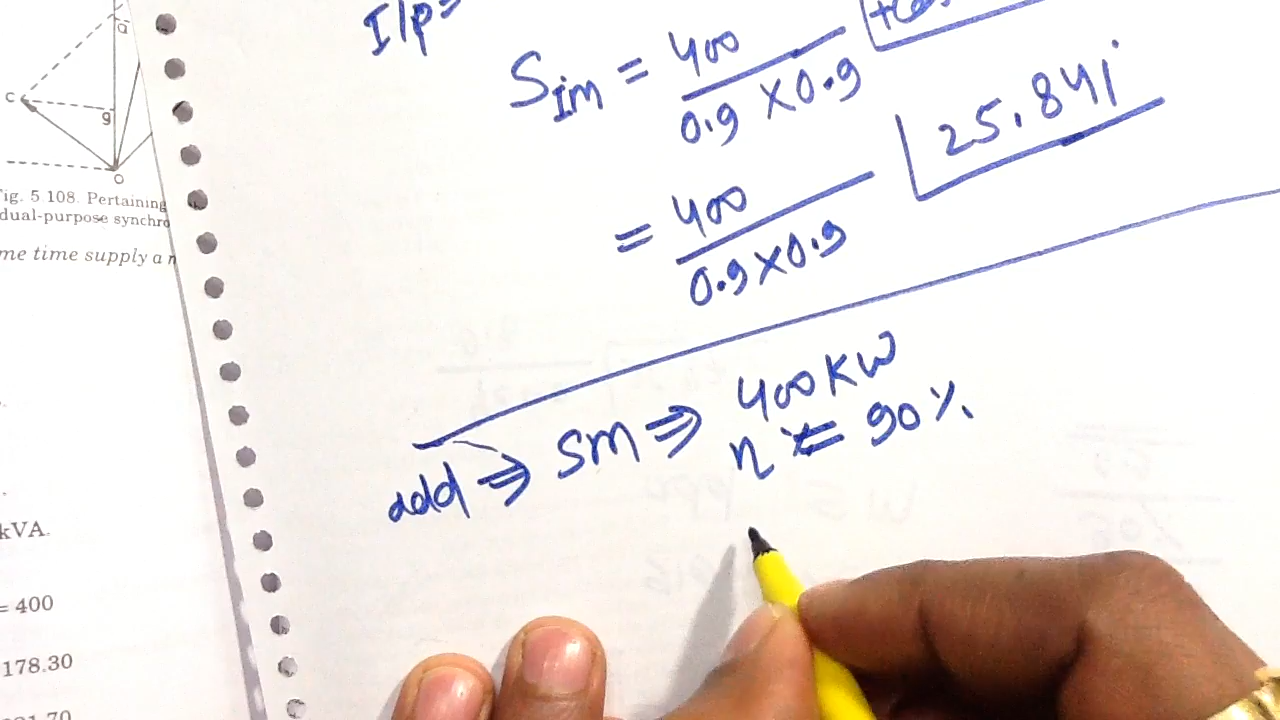 a
c
g
o
Fig. 5.108. Pertaining
dual-purpose synchro
me time supply a
kVA.
= 400
178.30
I/p =
S_Im = 400 / 0.9 × 0.9
= 400 / 0.9 × 0.9 25.841
add ⇒ SM ⇒ 400 KW
η = 90 %